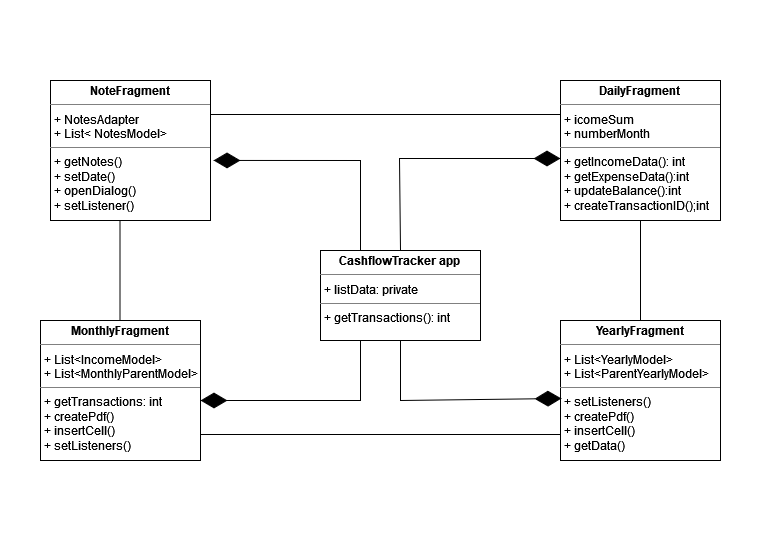 NoteFragment
+ NotesAdapter
+ List< NotesModel>
+ getNotes()
+ setDate()
+ openDialog()
+ setListener()
DailyFragment
+ icomeSum
+ numberMonth
+ getIncomeData(): int
+ getExpenseData():int
+ updateBalance():int
+ createTransactionID();int
CashflowTracker app
+ listData: private
+ getTransactions(): int
MonthlyFragment
+ List<IncomeModel>
+ List<MonthlyParentModel>
+ getTransactions: int
+ createPdf()
+ insertCell()
+ setListeners()
YearlyFragment
+ List<YearlyModel>
+ List<ParentYearlyModel>
+ setListeners()
+ createPdf()
+ insertCell()
+ getData()